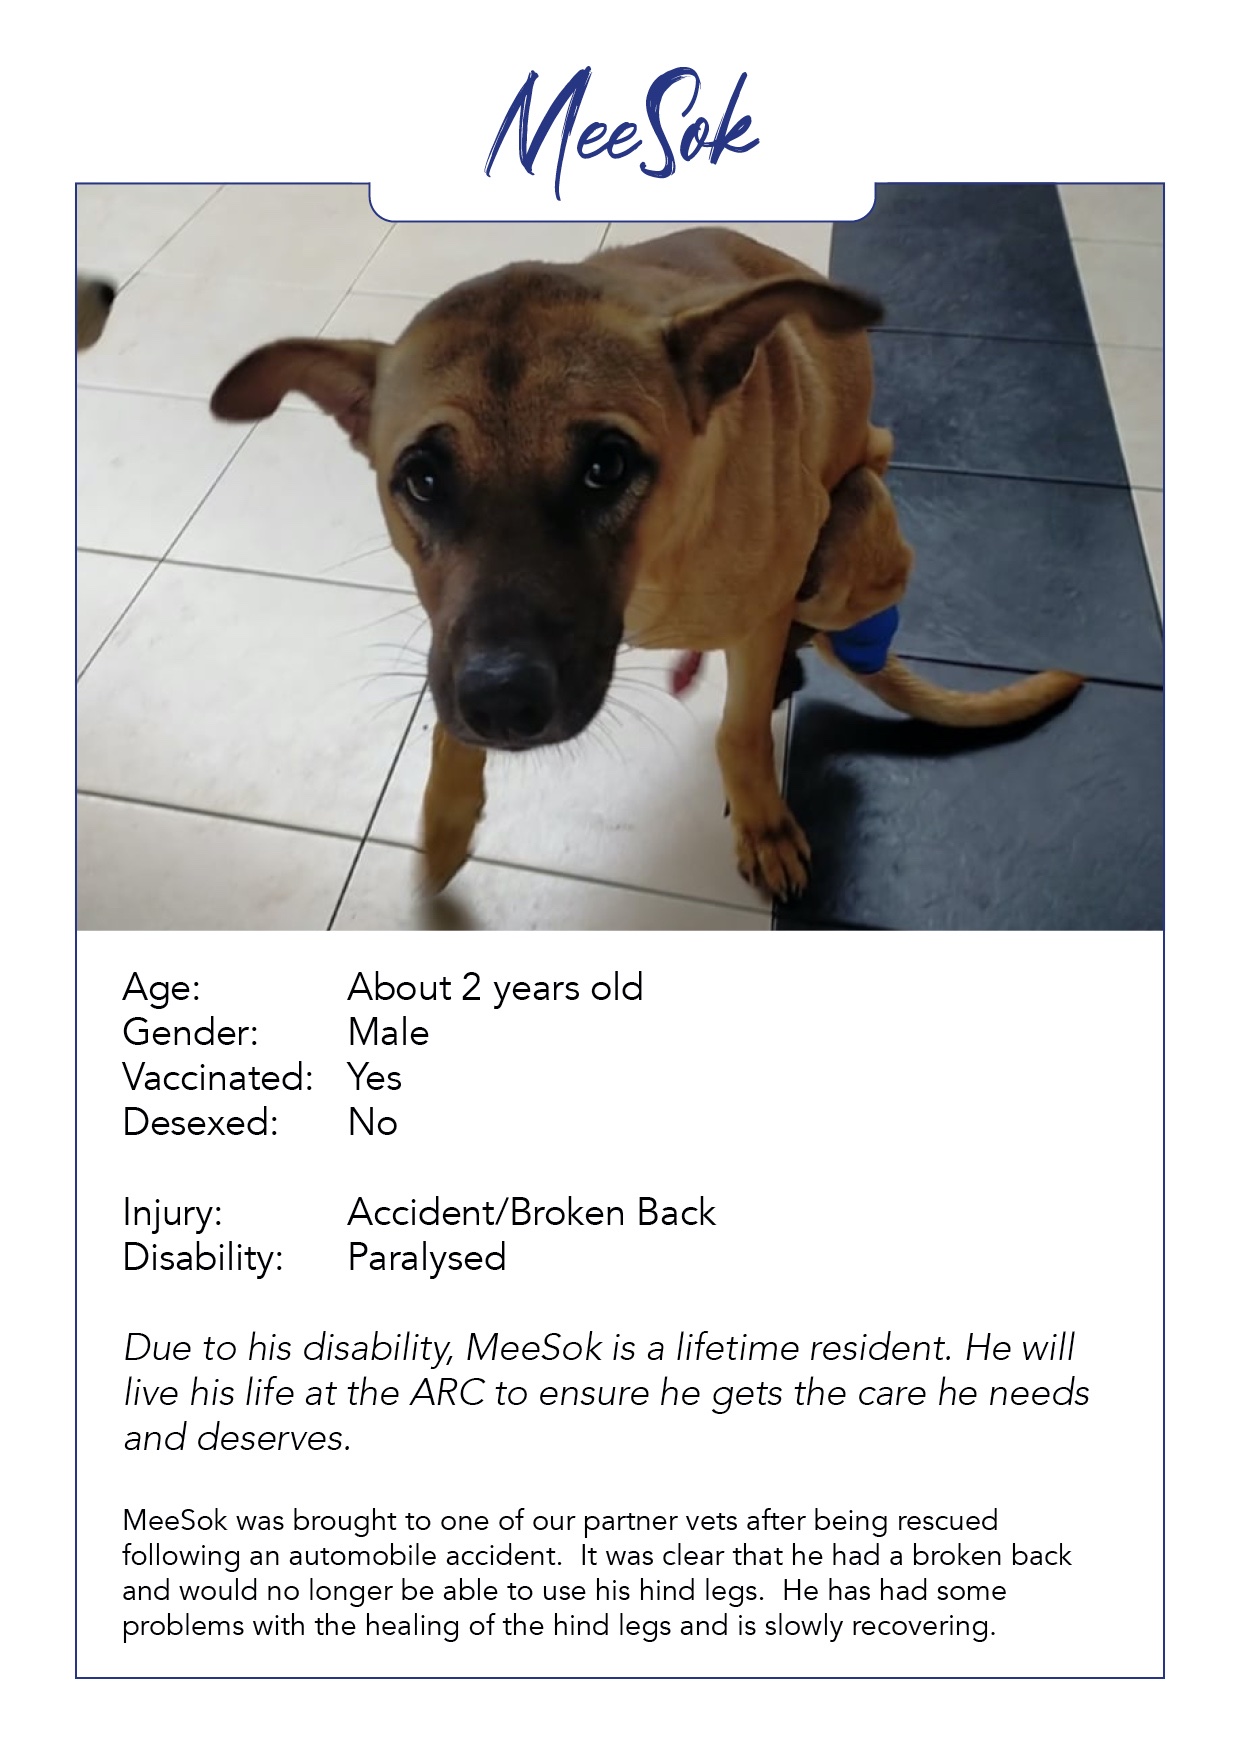 MeeSok
Age: About 2 years old
Gender: Male
Vaccinated: Yes
Desexed: No
Injury: Accident/Broken Back
Disability: Paralysed
Due to his disability, MeeSok is a lifetime resident. He will
live his life at the ARC to ensure he gets the care he needs
and deserves.
MeeSok was brought to one of our partner vets after being rescued
following an automobile accident.  It was clear that he had a broken back
and would no longer be able to use his hind legs.  He has had some
problems with the healing of the hind legs and is slowly recovering.